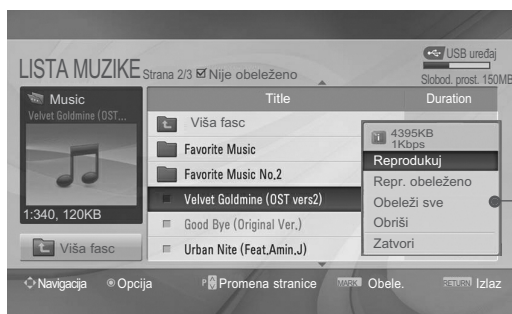 USB uređaj
LISTA MUZIKE Strana 2/3 Nije obeleženo
Slobod. prost. 150MB
Music
Title
Duration
Velvet Goldmine (OST...
Viša fasc
4395KB
1Kbps
Favorite Music
Reprodukuj
Favorite Music No.2
Repr. obeleženo
Velvet Goldmine (OST vers2)
Obeleži sve
1:340, 120KB
Good Bye (Original Ver.)
Obriši
Viša fasc
Urban Nite (Feat.Amin.J)
Zatvori
Navigacija
Opcija
P Promena stranice
MARK Obele.
RETURN Izlaz